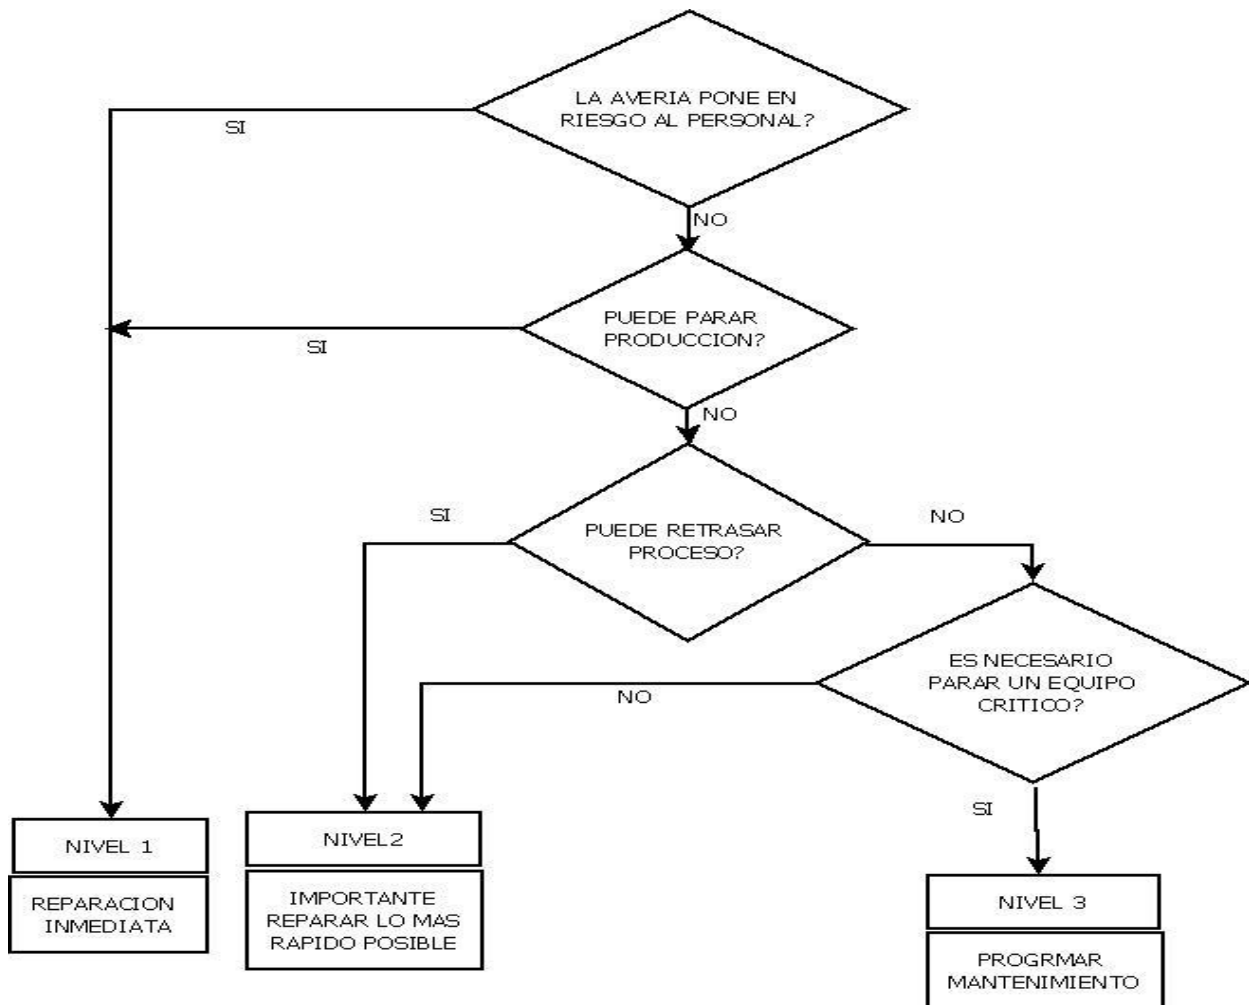 LA AVERIA PONE EN
RIESGO AL PERSONAL?
SI
NO
PUEDE PARAR
PRODUCCION?
SI
NO
PUEDE RETRASAR
PROCESO?
SI
NO
ES NECESARIO
PARAR UN EQUIPO
CRITICO?
NO
SI
NIVEL 1
REPARACION
INMEDIATA
NIVEL2
IMPORTANTE
REPARAR LO MAS
RAPIDO POSIBLE
NIVEL 3
PROGRMAR
MANTENIMIENTO